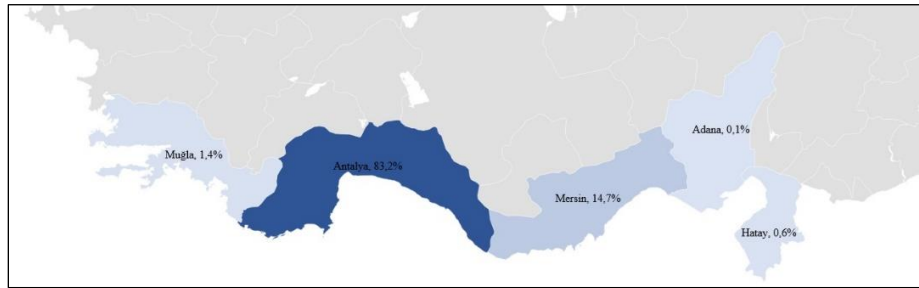 Adana, 0,1%
Muğla, 1,4%
Antalya, 83,2%
Mersin, 14,7%
Hatay, 0,6%